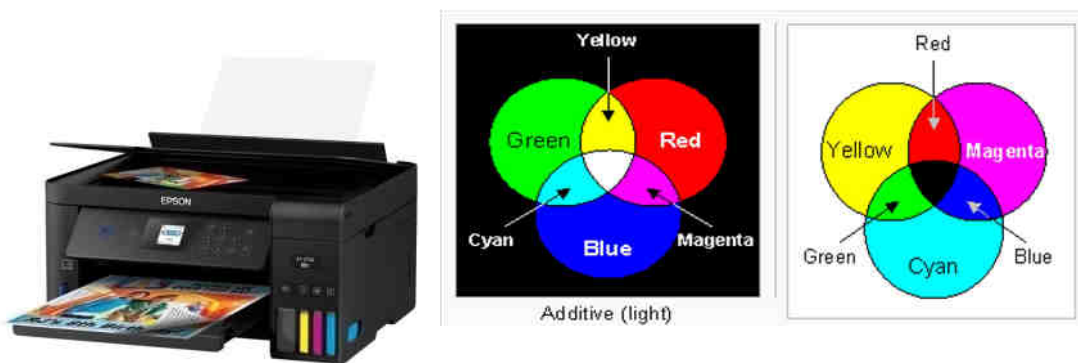 EPSON
Yellow
Green
Red
Cyan
Blue
Magenta
Additive (light)
Red
Yellow
Magenta
Green
Cyan
Blue